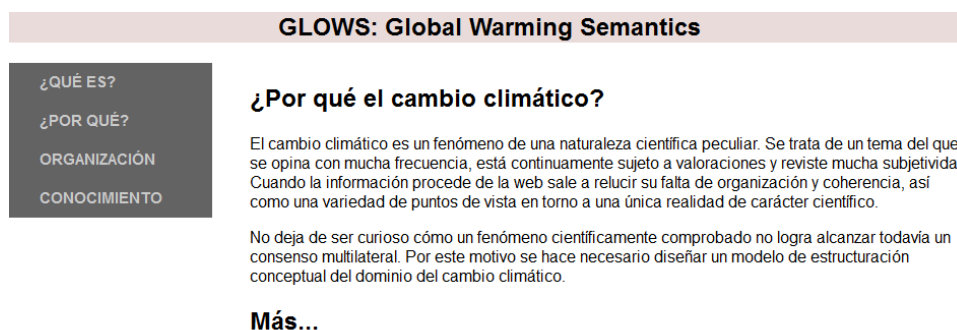 GLOWS: Global Warming Semantics
¿QUÉ ES?
¿POR QUÉ?
ORGANIZACIÓN
CONOCIMIENTO
¿Por qué el cambio climático?
El cambio climático es un fenómeno de una naturaleza científica peculiar. Se trata de un tema del que
se opina con mucha frecuencia, está continuamente sujeto a valoraciones y reviste mucha subjetivida
Cuando la información procede de la web sale a relucir su falta de organización y coherencia, así
como una variedad de puntos de vista en torno a una única realidad de carácter científico.
No deja de ser curioso cómo un fenómeno científicamente comprobado no logra alcanzar todavía un
consenso multilateral. Por este motivo se hace necesario diseñar un modelo de estructuración
conceptual del dominio del cambio climático.
Más...